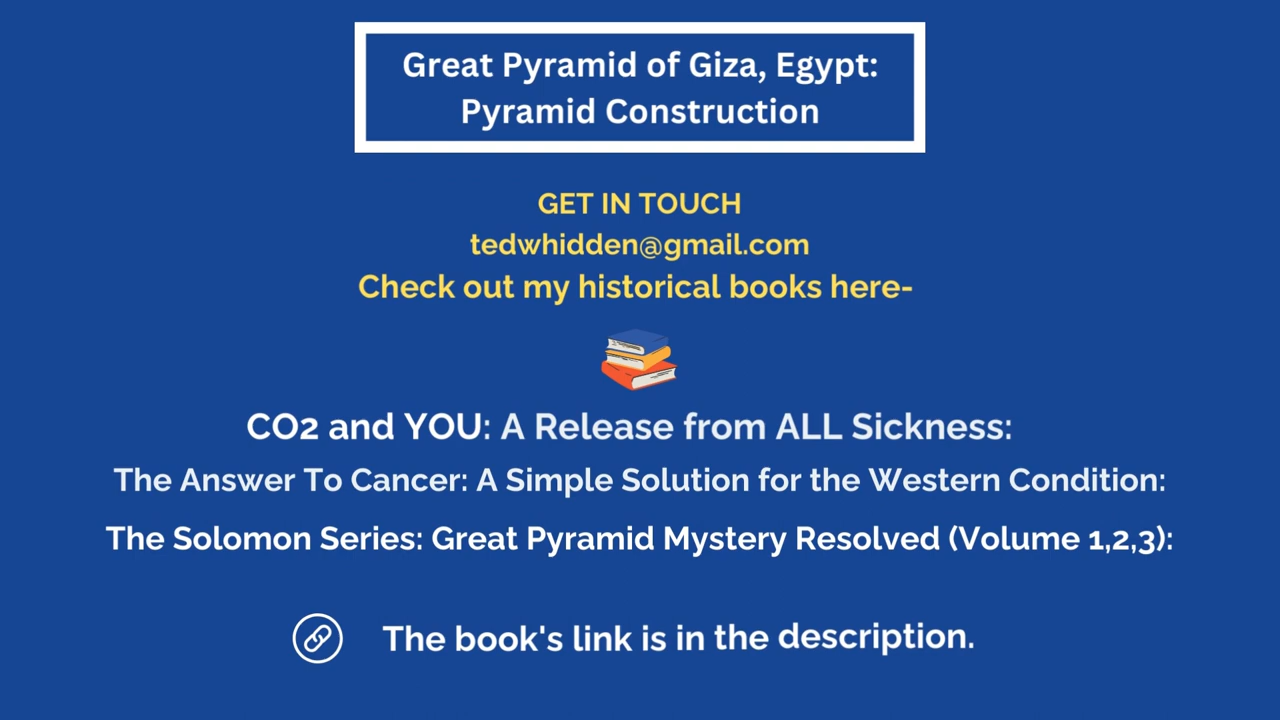 Great Pyramid of Giza, Egypt:
Pyramid Construction
GET IN TOUCH
tedwhidden@gmail.com
Check out my historical books here-
CO2 and YOU: A Release from ALL Sickness:
The Answer To Cancer: A Simple Solution for the Western Condition:
The Solomon Series: Great Pyramid Mystery Resolved (Volume 1,2,3):
The book's link is in the description.